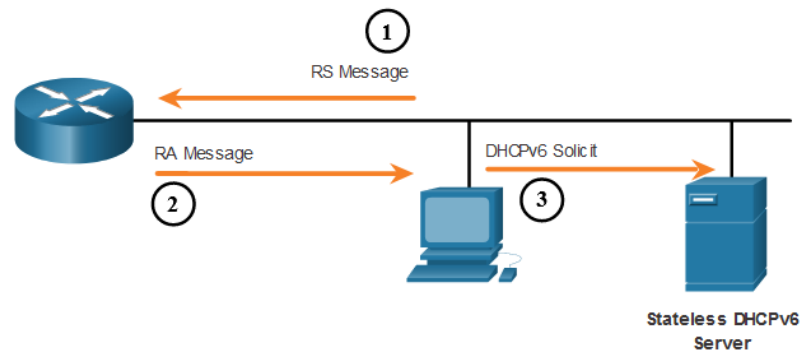 1
RS Message
RA Message
DHCPv6 Solicit
2
3
Stateless DHCPv6
Server